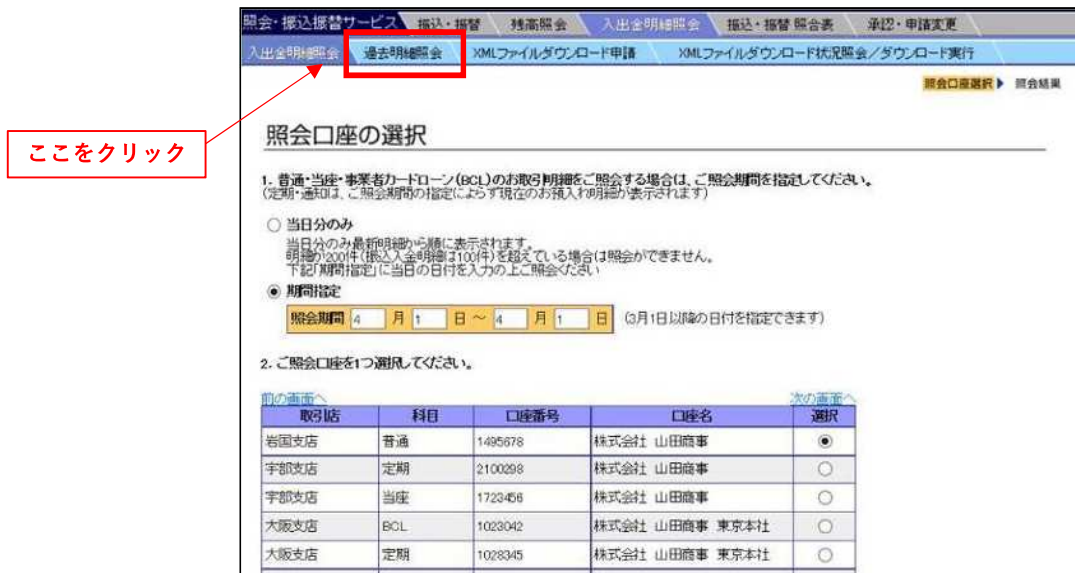 照会・振込振替サービス 振込・振替 残高照会 入出金明細照会 振込・振替 照合表 承認・申請変更
入出金明細照会 過去明細照会 XMLファイルダウンロード申請 XMLファイルダウンロード状況照会／ダウンロード実行
照会口座選択 照会結果
ここをクリック
照会口座の選択
1. 普通・当座・事業者カードローン(BCL)のお取引明細をご照会する場合は、ご照会期間を指定してください。
(定期・通知は、ご照会期間の指定によらず現在のお預入れ明細が表示されます)
当日分のみ
当日分のみ最新明細から順に表示されます。
明細が200件(振込入金明細は100件)を超えている場合は照会ができません。
下記「期間指定」に当日の日付を入力の上ご照会ください
期間指定
照会期間 4 月 1 日 ～ 4 月 1 日 (3月1日以降の日付を指定できます)
2. ご照会口座を1つ選択してください。
前の画面へ 次の画面へ
取引店 科目 口座番号 口座名 選択
岩国支店 普通 1495678 株式会社 山田商事
宇部支店 定期 2100298 株式会社 山田商事
宇部支店 当座 1723456 株式会社 山田商事
大阪支店 BCL 1023042 株式会社 山田商事 東京本社
大阪支店 定期 1028345 株式会社 山田商事 東京本社